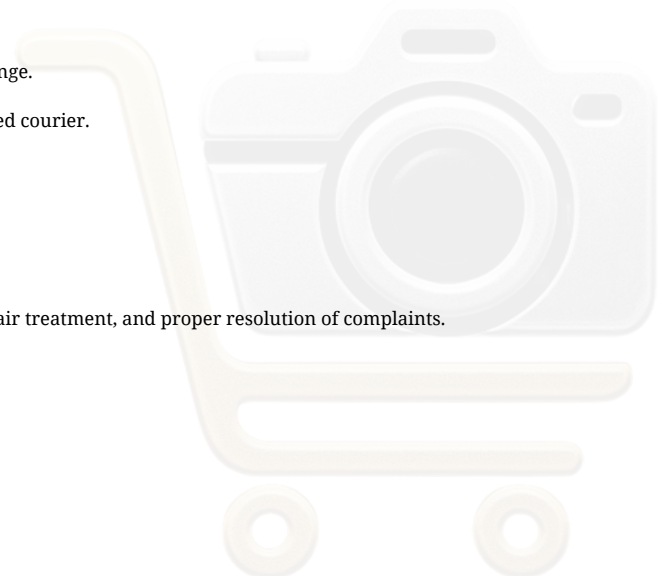 nge.
ed courier.
air treatment, and proper resolution of complaints.